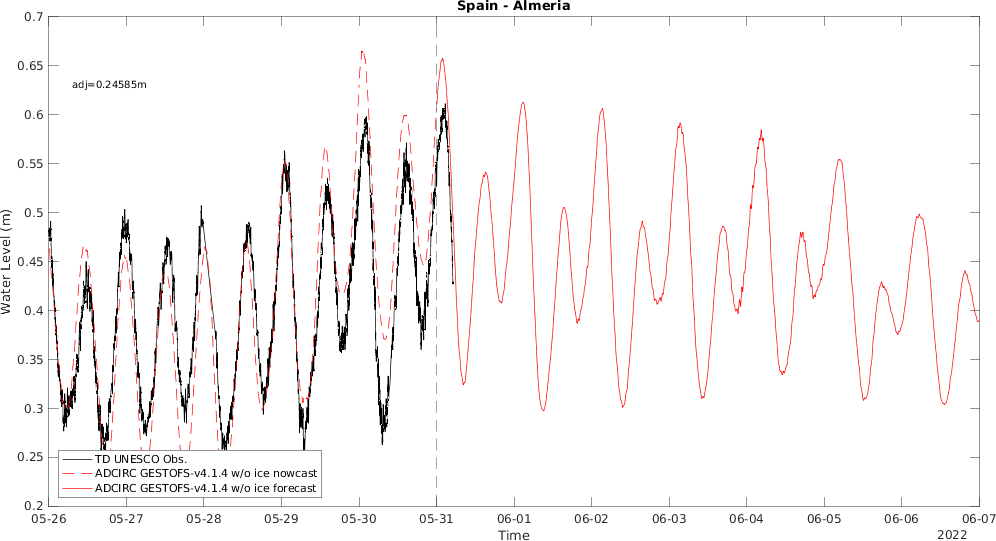 Spain - Almeria
0.7
0.65
0.6
0.55
0.5
0.45
0.4
0.35
0.3
0.25
0.2
Water Level (m)
adj=0.24585m
TD UNESCO Obs.
ADCIRC GESTOFS-v4.1.4 w/o ice nowcast
ADCIRC GESTOFS-v4.1.4 w/o ice forecast
05-26 05-27 05-28 05-29 05-30 05-31 06-01 06-02 06-03 06-04 06-05 06-06 06-07
Time
2022